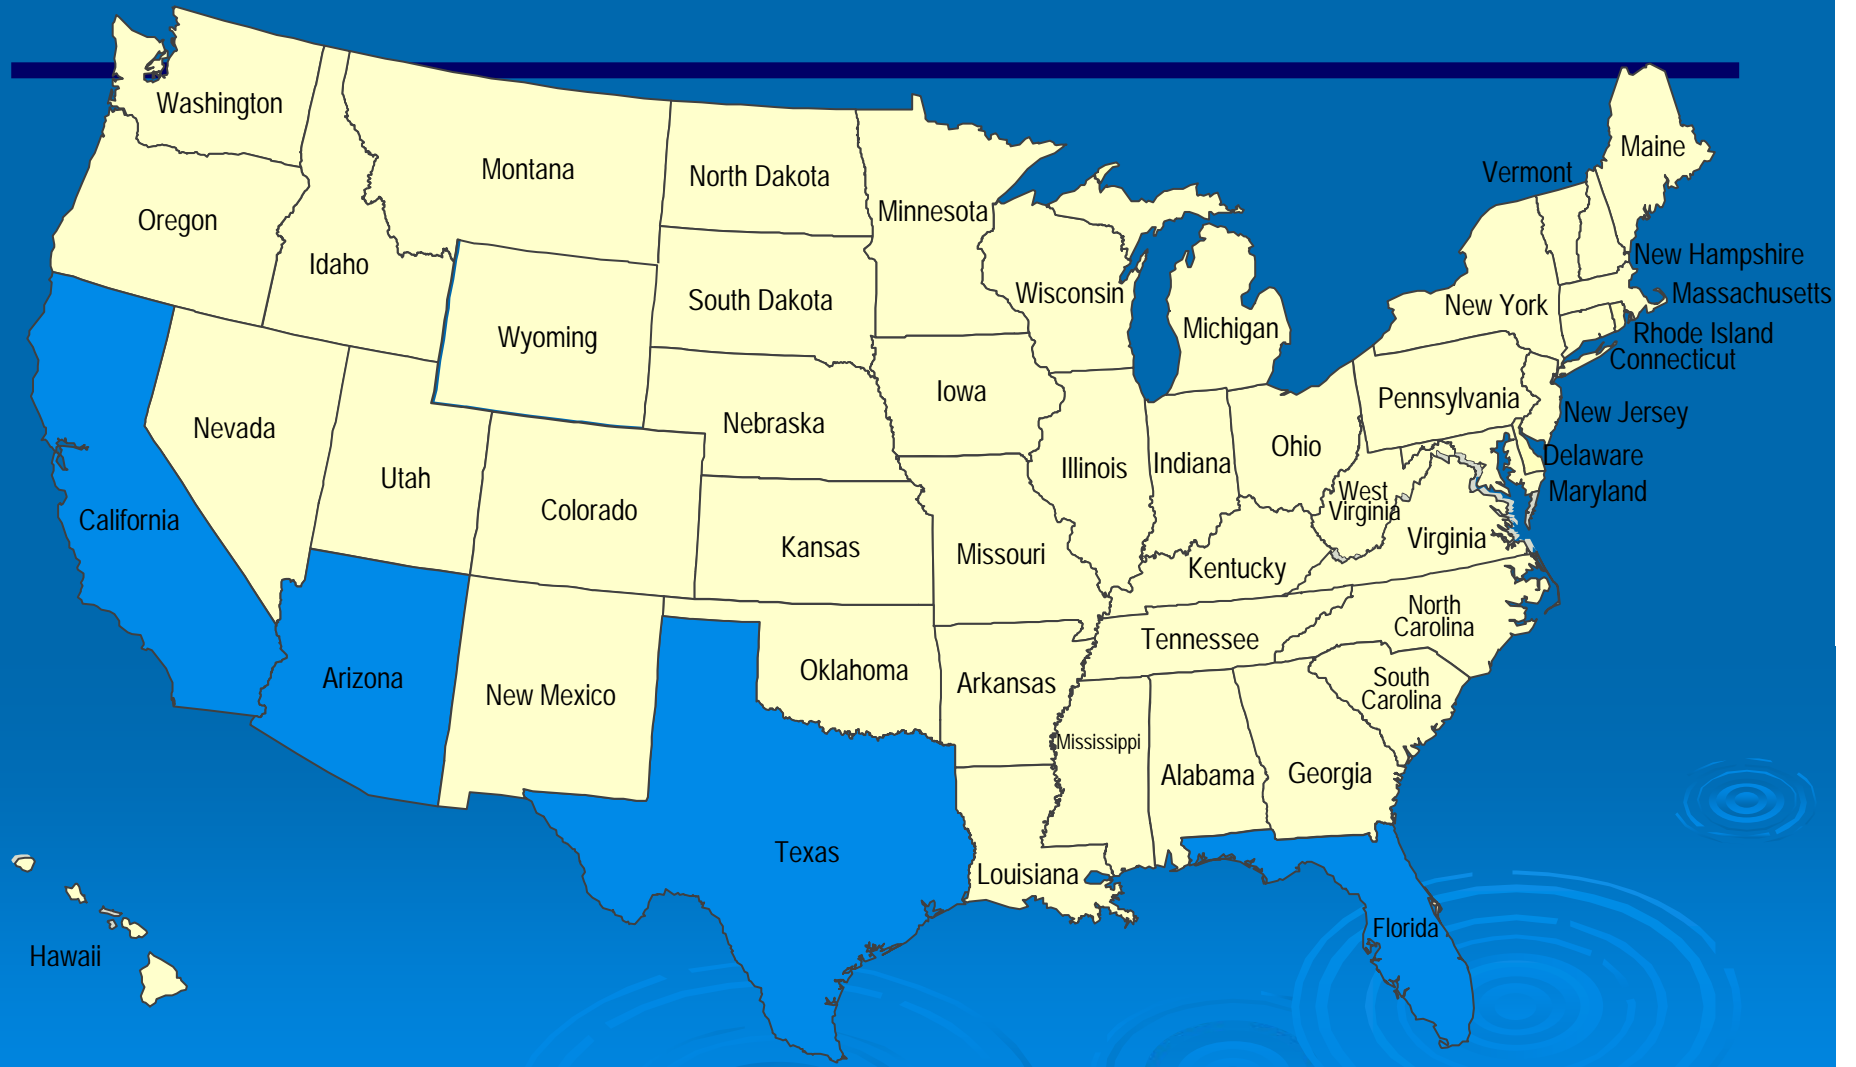 Washington
Montana
North Dakota
Minnesota
Vermont
Maine
Oregon
Idaho
Wyoming
South Dakota
Wisconsin
Michigan
New York
New Hampshire
Massachusetts
Rhode Island
Connecticut
Nevada
Utah
Colorado
Nebraska
Iowa
Illinois
Indiana
Ohio
Pennsylvania
New Jersey
Delaware
Maryland
West
Virginia
Virginia
California
Kansas
Missouri
Kentucky
Arizona
New Mexico
Oklahoma
Arkansas
Tennessee
North
Carolina
South
Carolina
Mississippi
Alabama
Georgia
Texas
Louisiana
Florida
Hawaii